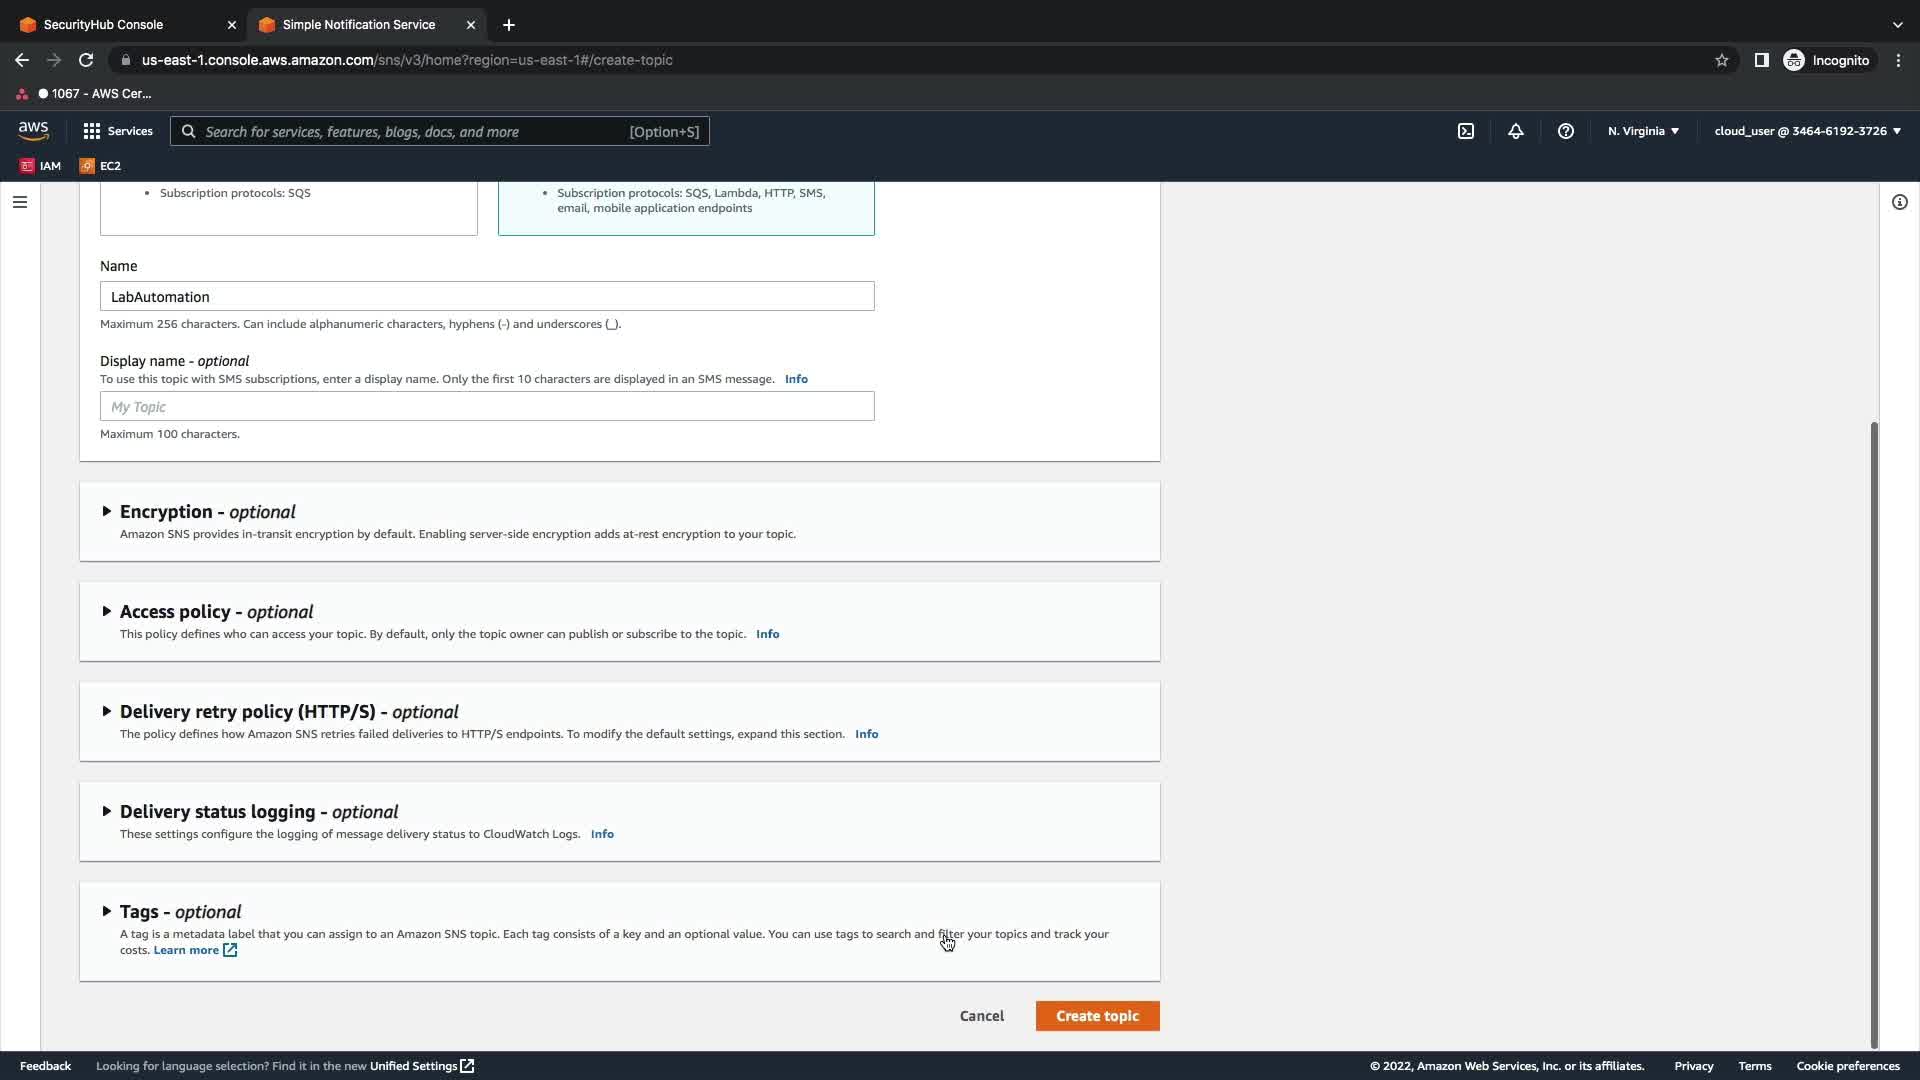 SecurityHub Console
Simple Notification Service
us-east-1.console.aws.amazon.com/sns/v3/home?region=us-east-1#/create-topic
Incognito
1067 - AWS Cer...
aws
Services
Search for services, features, blogs, docs, and more
[Option+S]
N. Virginia
cloud_user @ 3464-6192-3726
IAM
EC2
• Subscription protocols: SQS
• Subscription protocols: SQS, Lambda, HTTP, SMS,
email, mobile application endpoints
Name
LabAutomation
Maximum 256 characters. Can include alphanumeric characters, hyphens (-) and underscores (_).
Display name - optional
To use this topic with SMS subscriptions, enter a display name. Only the first 10 characters are displayed in an SMS message. Info
My Topic
Maximum 100 characters.
Encryption - optional
Amazon SNS provides in-transit encryption by default. Enabling server-side encryption adds at-rest encryption to your topic.
Access policy - optional
This policy defines who can access your topic. By default, only the topic owner can publish or subscribe to the topic. Info
Delivery retry policy (HTTP/S) - optional
The policy defines how Amazon SNS retries failed deliveries to HTTP/S endpoints. To modify the default settings, expand this section. Info
Delivery status logging - optional
These settings configure the logging of message delivery status to CloudWatch Logs. Info
Tags - optional
A tag is a metadata label that you can assign to an Amazon SNS topic. Each tag consists of a key and an optional value. You can use tags to search and filter your topics and track your
costs. Learn more
Cancel
Create topic
Feedback
Looking for language selection? Find it in the new Unified Settings
© 2022, Amazon Web Services, Inc. or its affiliates.
Privacy
Terms
Cookie preferences